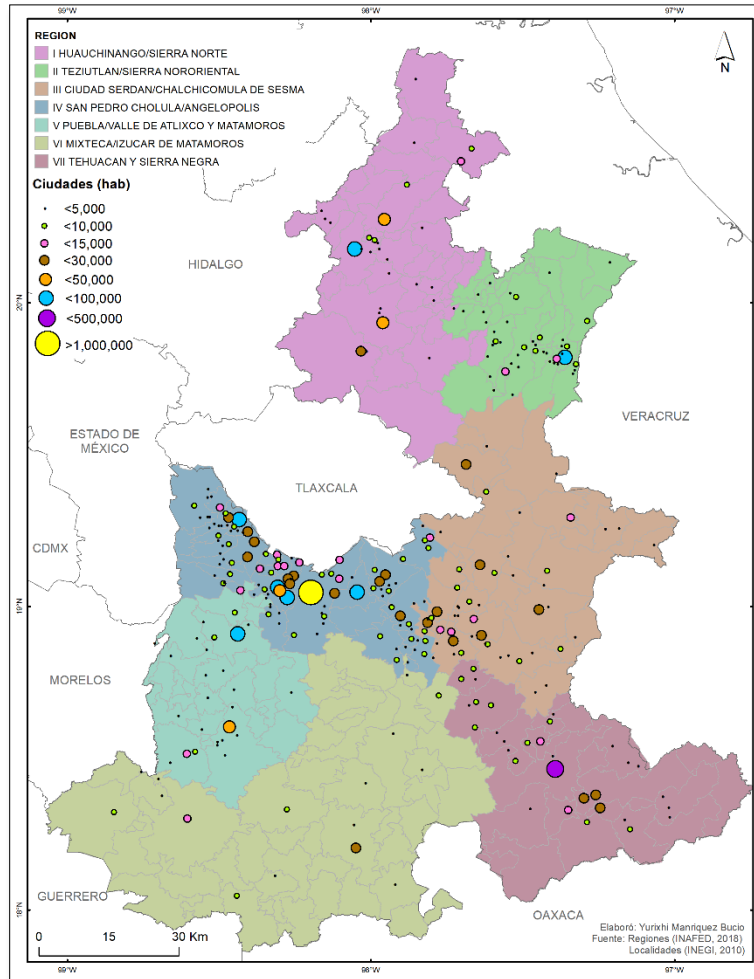 99°W 98°W 97°W
REGION
I HUAUCHINANGO/SIERRA NORTE
II TEZIUTLAN/SIERRA NORORIENTAL
III CIUDAD SERDAN/CHALCHICOMULA DE SESMA
IV SAN PEDRO CHOLULA/ANGELOPOLIS
V PUEBLA/VALLE DE ATLIXCO Y MATAMOROS
VI MIXTECA/IZUCAR DE MATAMOROS
VII TEHUACAN Y SIERRA NEGRA
N
Ciudades (hab)
<5,000
<10,000
<15,000
<30,000
<50,000
<100,000
<500,000
>1,000,000
HIDALGO
20°N
20°N
VERACRUZ
ESTADO DE
MÉXICO
TLAXCALA
CDMX
19°N
19°N
MORELOS
GUERRERO
18°N
18°N
OAXACA
0 15 30 Km
Elaboró: Yurixhi Manriquez Bucio
Fuente: Regiones (INAFED, 2018)
Localidades (INEGI, 2010)
99°W 98°W 97°W